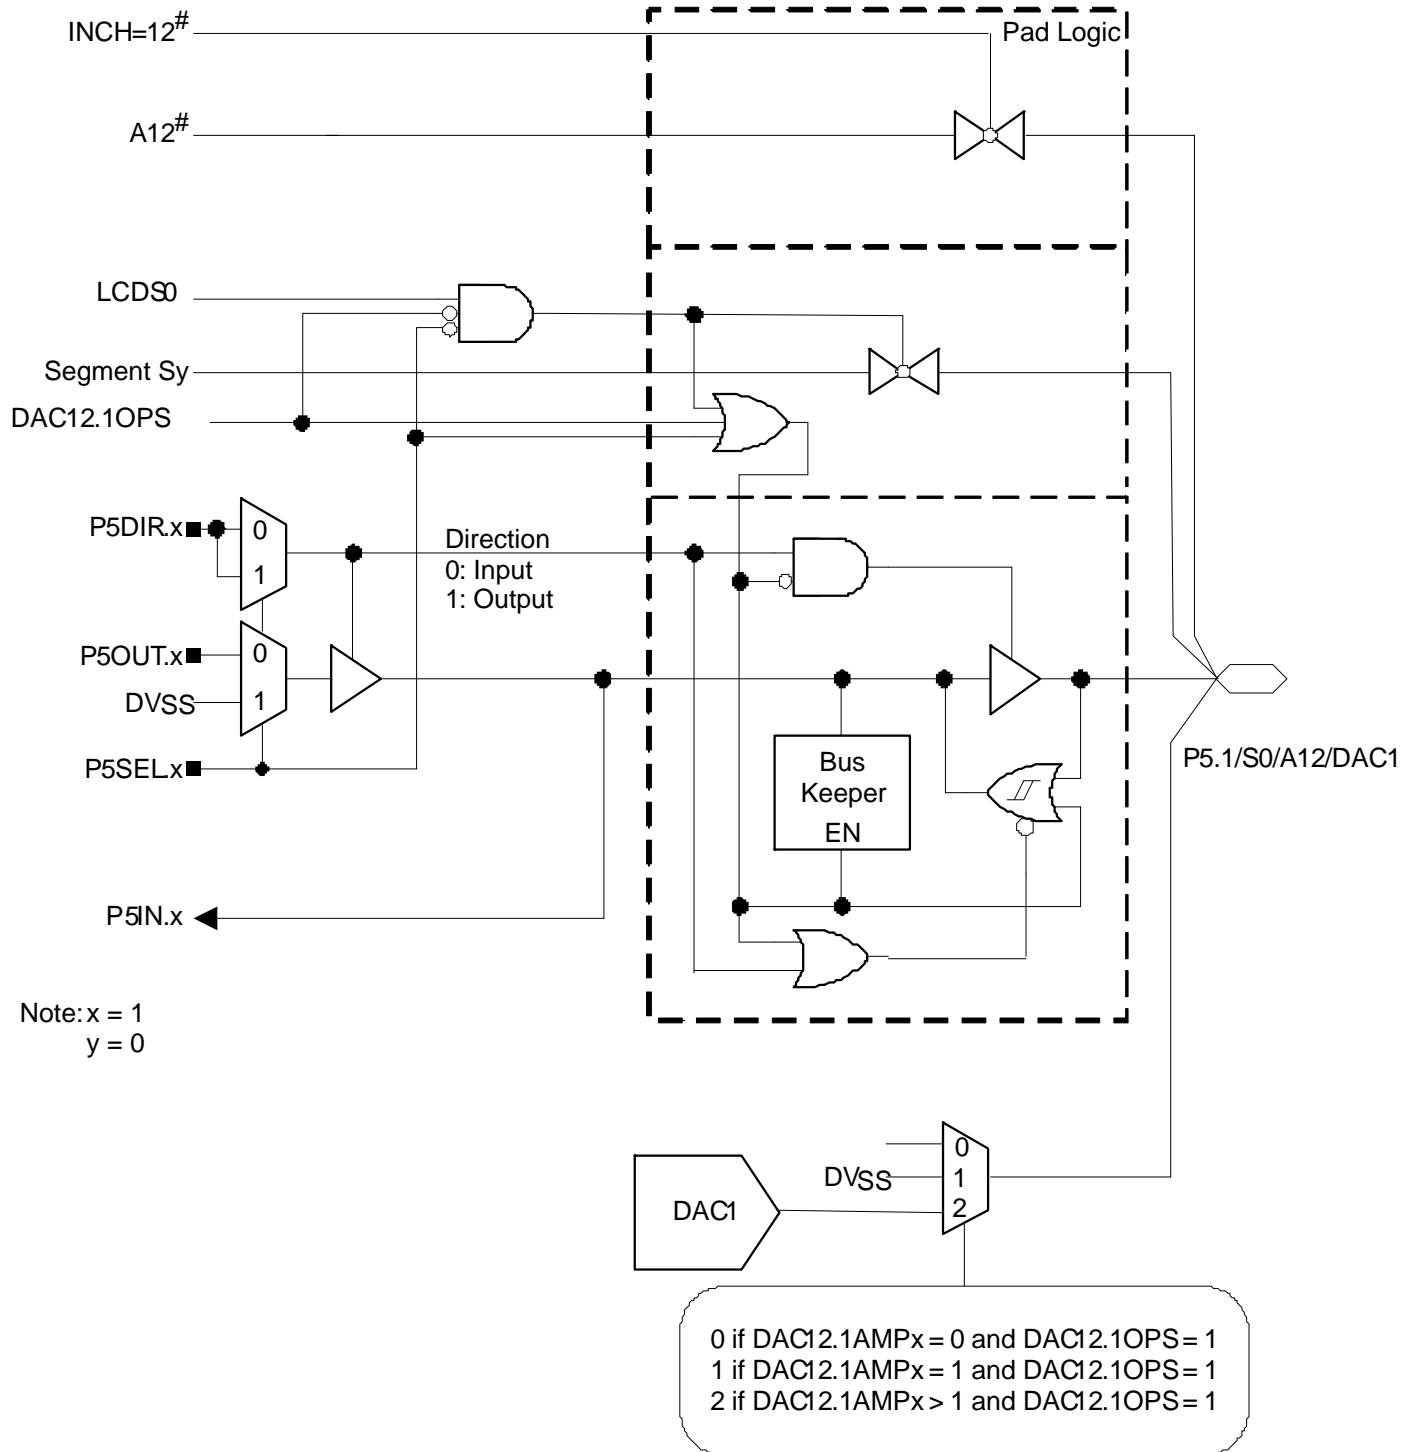 INCH=12#
Pad Logic
A12#
LCDS0
Segment Sy
DAC12.1OPS
P5DIR.x
0
1
Direction
0: Input
1: Output
P5OUT.x
0
DVSS
1
P5SEL.x
Bus
Keeper
EN
P5.1/S0/A12/DAC1
P5IN.x
Note: x = 1
y = 0
0
DVSS
1
2
DAC1
0 if DAC12.1AMPx = 0 and DAC12.1OPS = 1
1 if DAC12.1AMPx = 1 and DAC12.1OPS = 1
2 if DAC12.1AMPx > 1 and DAC12.1OPS = 1